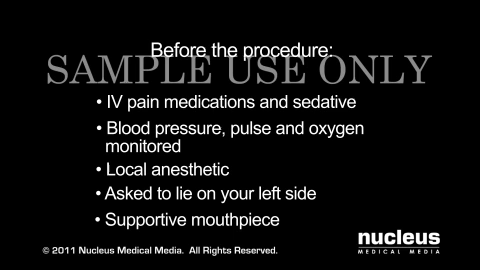 Before the procedure:
SAMPLE USE ONLY
• IV pain medications and sedative
• Blood pressure, pulse and oxygen
monitored
• Local anesthetic
• Asked to lie on your left side
• Supportive mouthpiece
nucleus
MEDICAL MEDIA
© 2011 Nucleus Medical Media. All Rights Reserved.